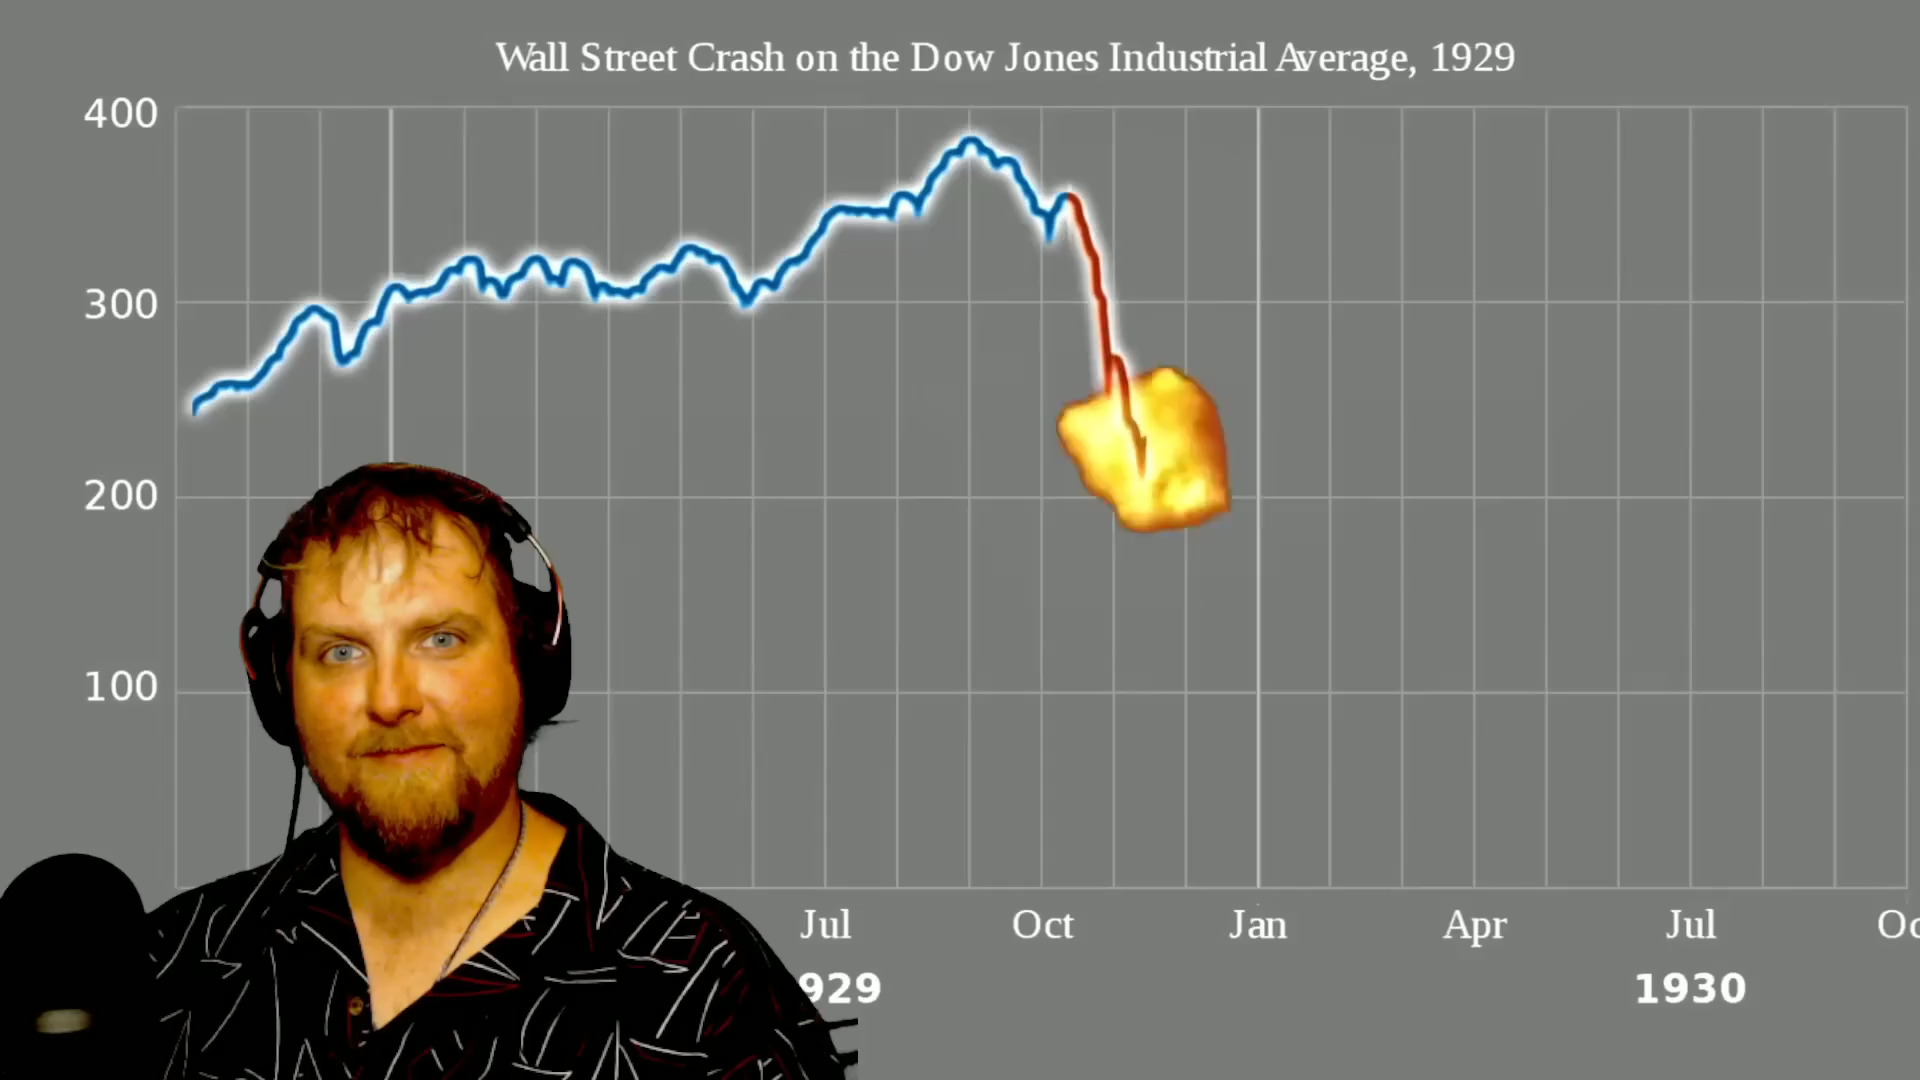 Wall Street Crash on the Dow Jones Industrial Average, 1929
400
300
200
100
Jul Oct Jan Apr Jul Oc
929 1930